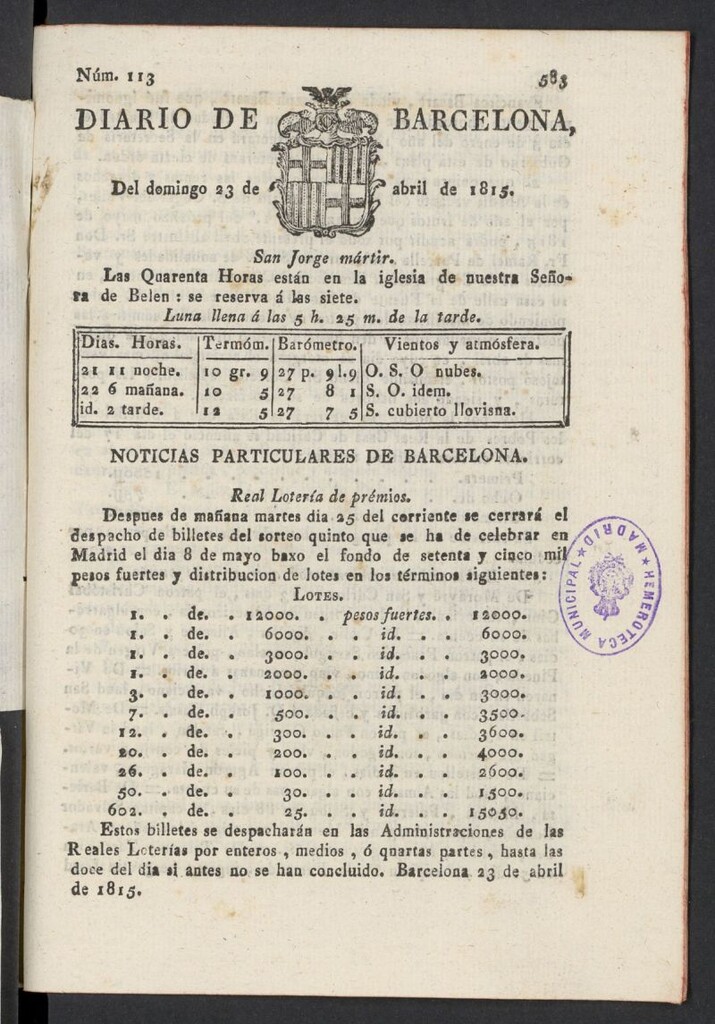 Núm. 113 583
DIARIO DE BARCELONA,
Del domingo 23 de abril de 1815.
San Jorge mártir.
Las Quarenta Horas están en la iglesia de nuestra Seño-
ra de Belen : se reserva á las siete.
Luna llena á las 5 h. 25 m. de la tarde.
Dias. Horas. Termóm. Barómetro. Vientos y atmósfera.
21 11 noche. 10 gr. 9 27 p. 9 l. 9 O. S. O nubes.
22 6 mañana. 10 5 27 8 1 S. O. idem.
id. 2 tarde. 12 5 27 7 5 S. cubierto llovisna.
NOTICIAS PARTICULARES DE BARCELONA.
Real Lotería de prémios.
Despues de mañana martes dia 25 del corriente se cerrará el
despacho de billetes del sorteo quinto que se ha de celebrar en
Madrid el dia 8 de mayo baxo el fondo de setenta y cinco mil
pesos fuertes y distribucion de lotes en los términos siguientes:
LOTES.
1. . de. . 12000. . pesos fuertes. . 12000.
1. . de. . 6000. . . id. . . 6000.
1. . de. . 3000. . . id. . . 3000.
1. . de. . 2000. . . id. . . 2000.
3. . de. . 1000. . . id. . . 3000.
7. . de. . 500. . . id. . . 3500.
12. . de. . 300. . . id. . . 3600.
20. . de. . 200. . . id. . . 4000.
26. . de. . 100. . . id. . . 2600.
50. . de. . 30. . . id. . . 1500.
602. . de. . 25. . . id. . . 15050.
Estos billetes se despacharán en las Administraciones de las
Reales Loterías por enteros , medios , ó quartas partes , hasta las
doce del dia si antes no se han concluido. Barcelona 23 de abril
de 1815.
HEMEROTECA MUNICIPAL
MADRID